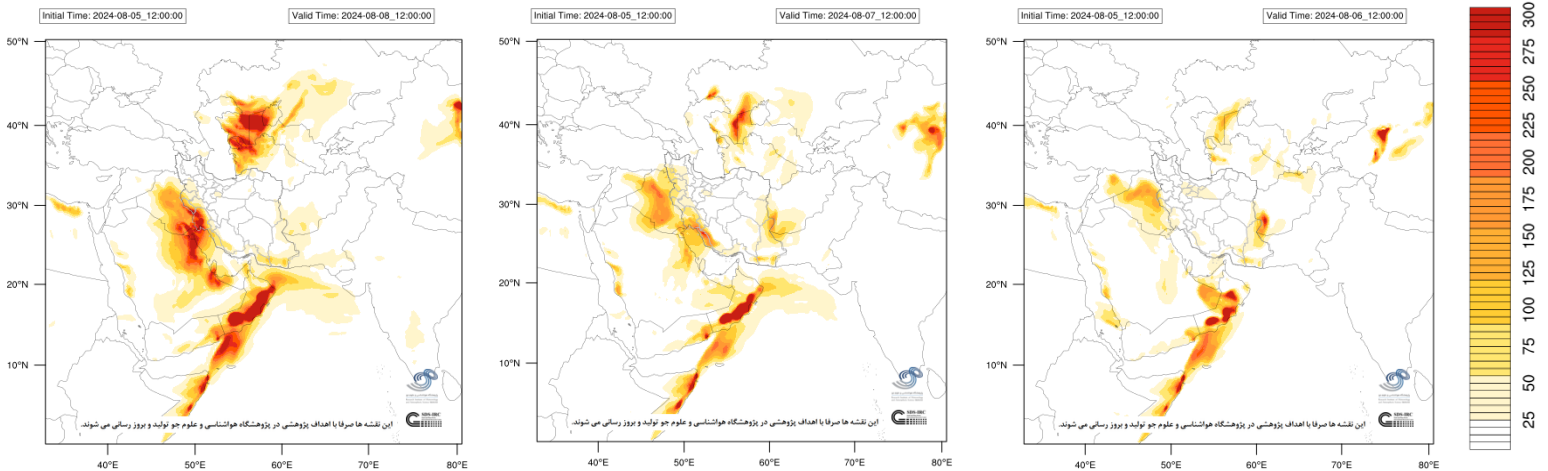 Initial Time: 2024-08-05_12:00:00
Valid Time: 2024-08-08_12:00:00
50°N
40°N
30°N
20°N
10°N
40°E
50°E
60°E
70°E
80°E
SDS-IRC
این نقشه ها صرفا با اهداف پژوهشی در پژوهشگاه هواشناسی و علوم جو تولید و بروز رسانی می شوند.
Initial Time: 2024-08-05_12:00:00
Valid Time: 2024-08-07_12:00:00
50°N
40°N
30°N
20°N
10°N
40°E
50°E
60°E
70°E
80°E
SDS-IRC
این نقشه ها صرفا با اهداف پژوهشی در پژوهشگاه هواشناسی و علوم جو تولید و بروز رسانی می شوند.
Initial Time: 2024-08-05_12:00:00
Valid Time: 2024-08-06_12:00:00
50°N
40°N
30°N
20°N
10°N
40°E
50°E
60°E
70°E
80°E
SDS-IRC
این نقشه ها صرفا با اهداف پژوهشی در پژوهشگاه هواشناسی و علوم جو تولید و بروز رسانی می شوند.
300
275
250
225
200
175
150
125
100
75
50
25